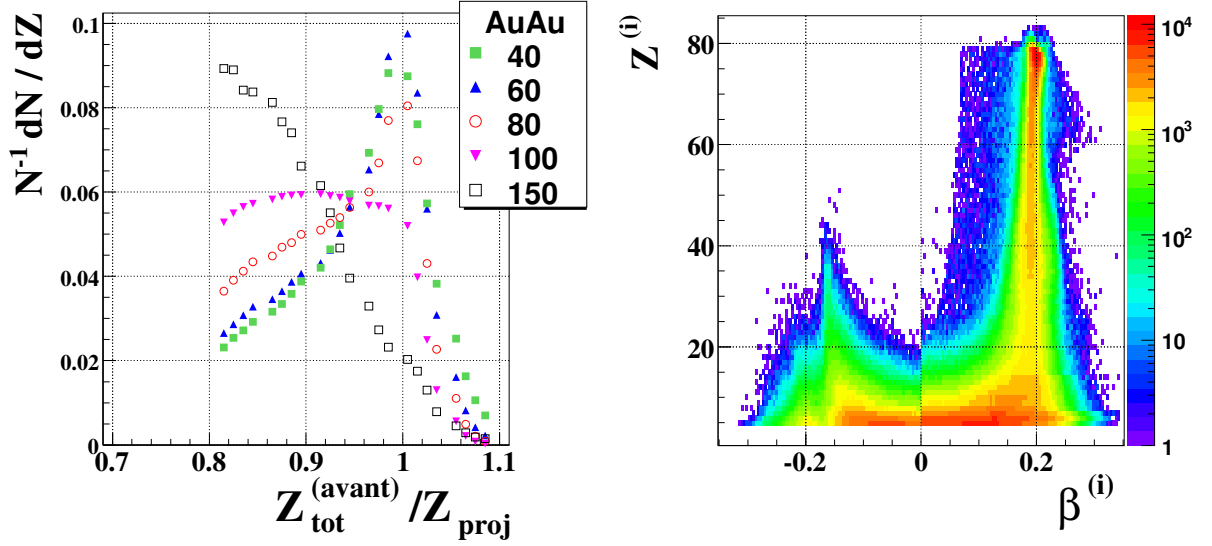 N⁻¹ dN / dZ
0.1
0.08
0.06
0.04
0.02
0
0.7 0.8 0.9 1 1.1
Z_tot^(avant) /Z_proj
AuAu
40
60
80
100
150
Z^(i)
80
60
40
20
-0.2 0 0.2
β^(i)
10⁴
10³
10²
10
1